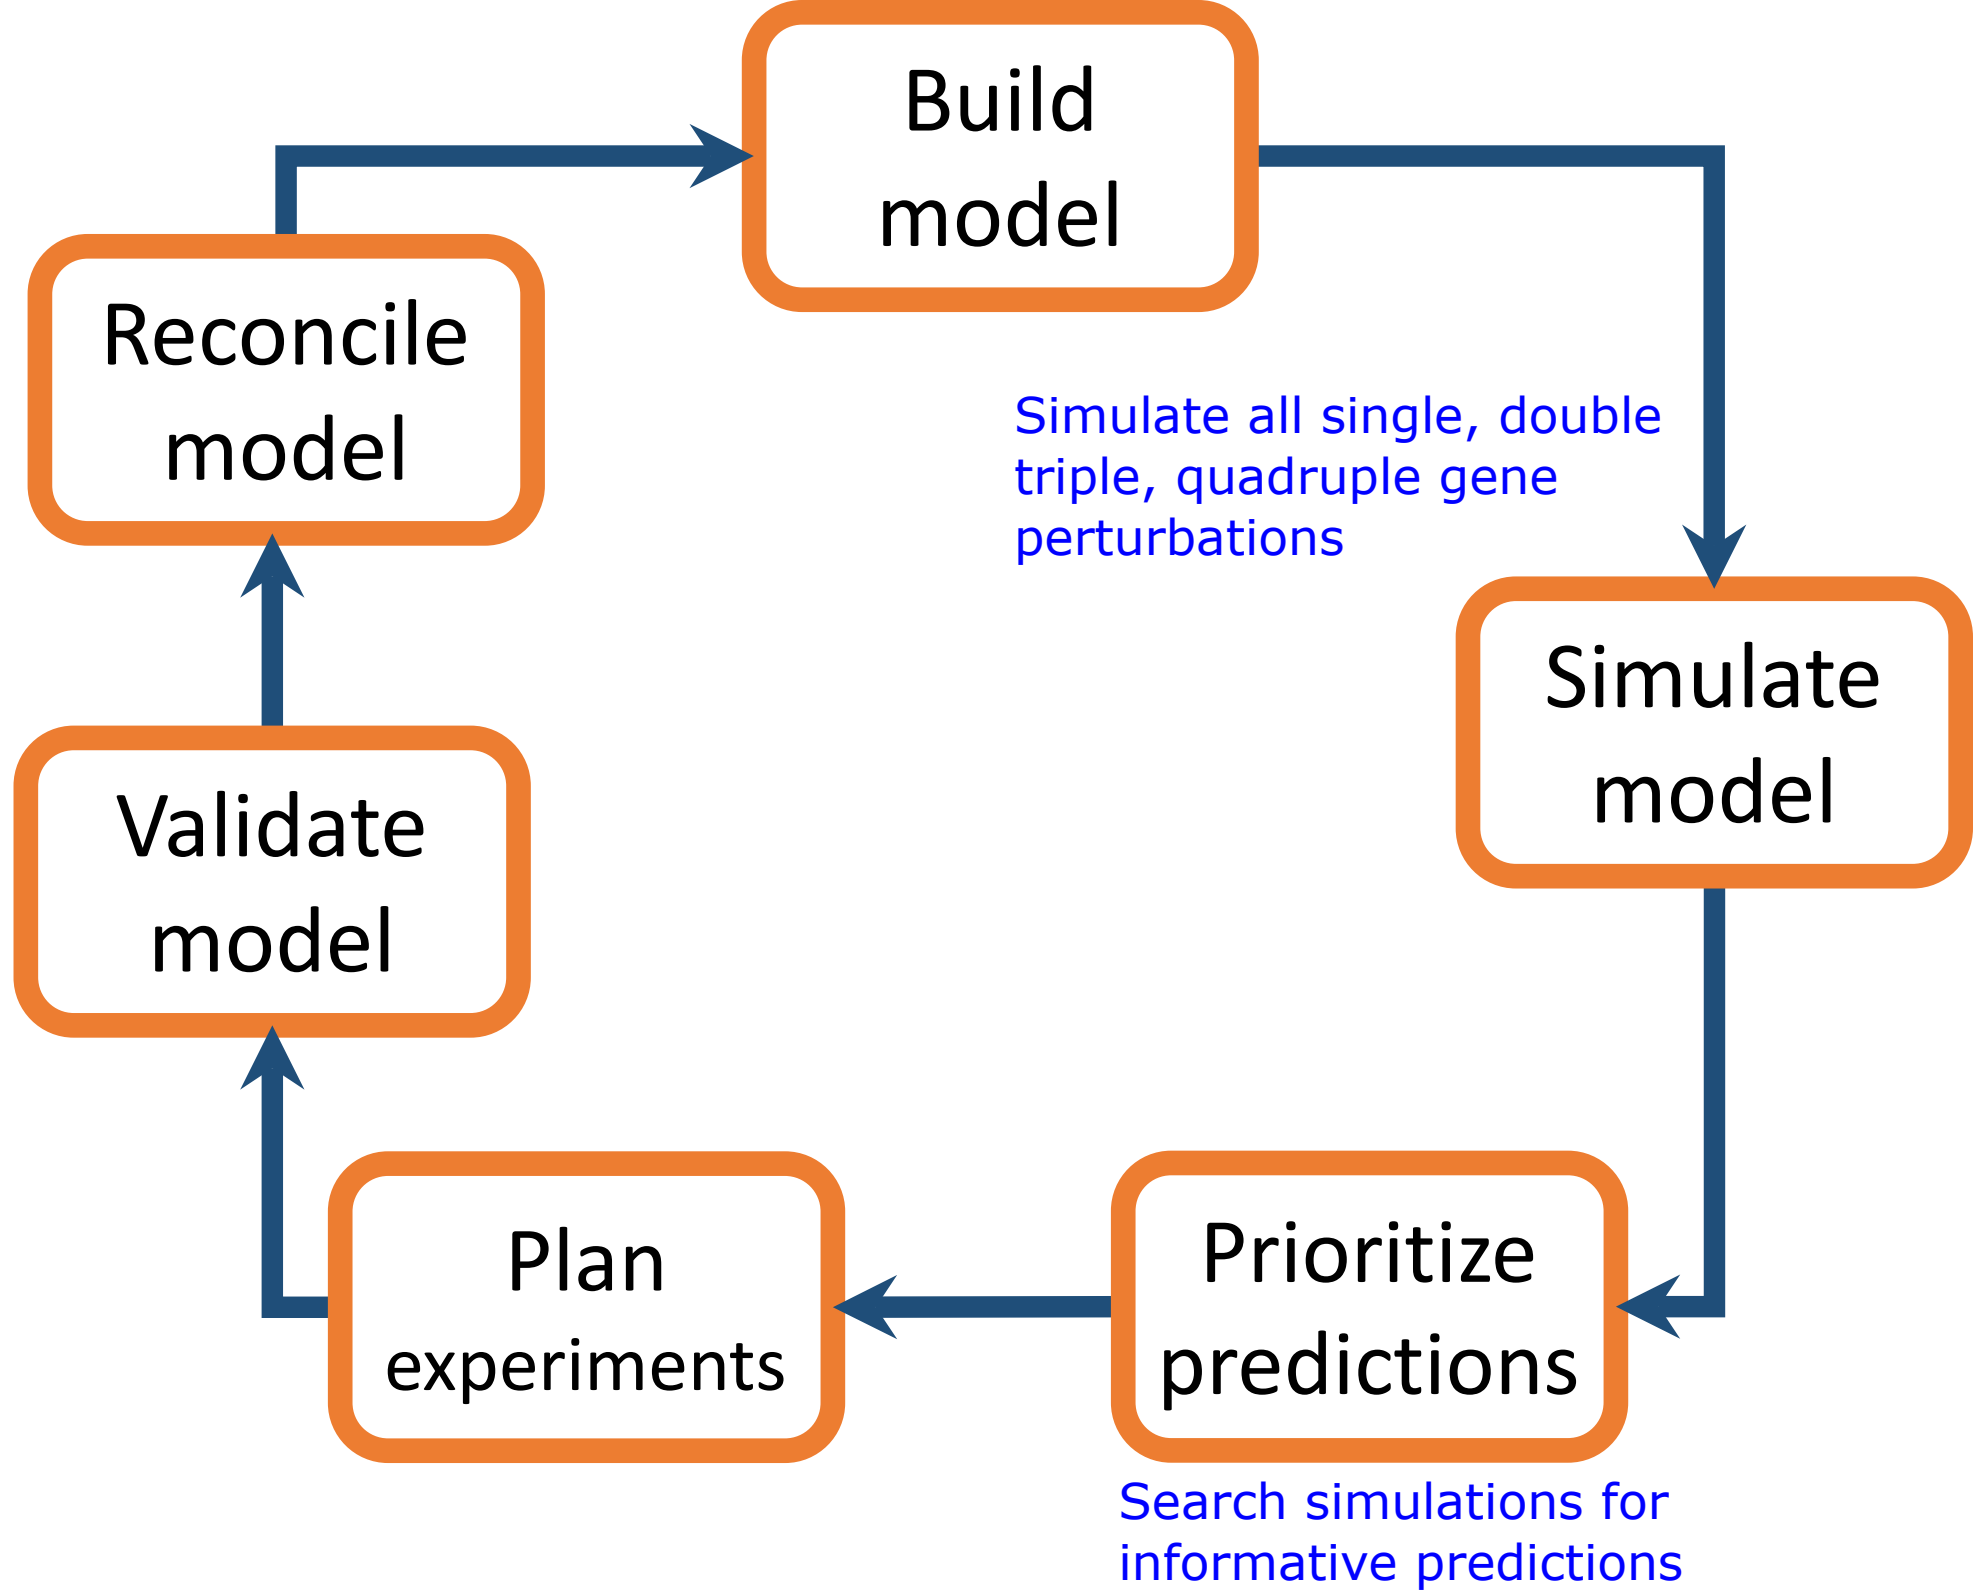 Build
model
Reconcile
model
Simulate all single, double
triple, quadruple gene
perturbations
Simulate
model
Validate
model
Plan
experiments
Prioritize
predictions
Search simulations for
informative predictions